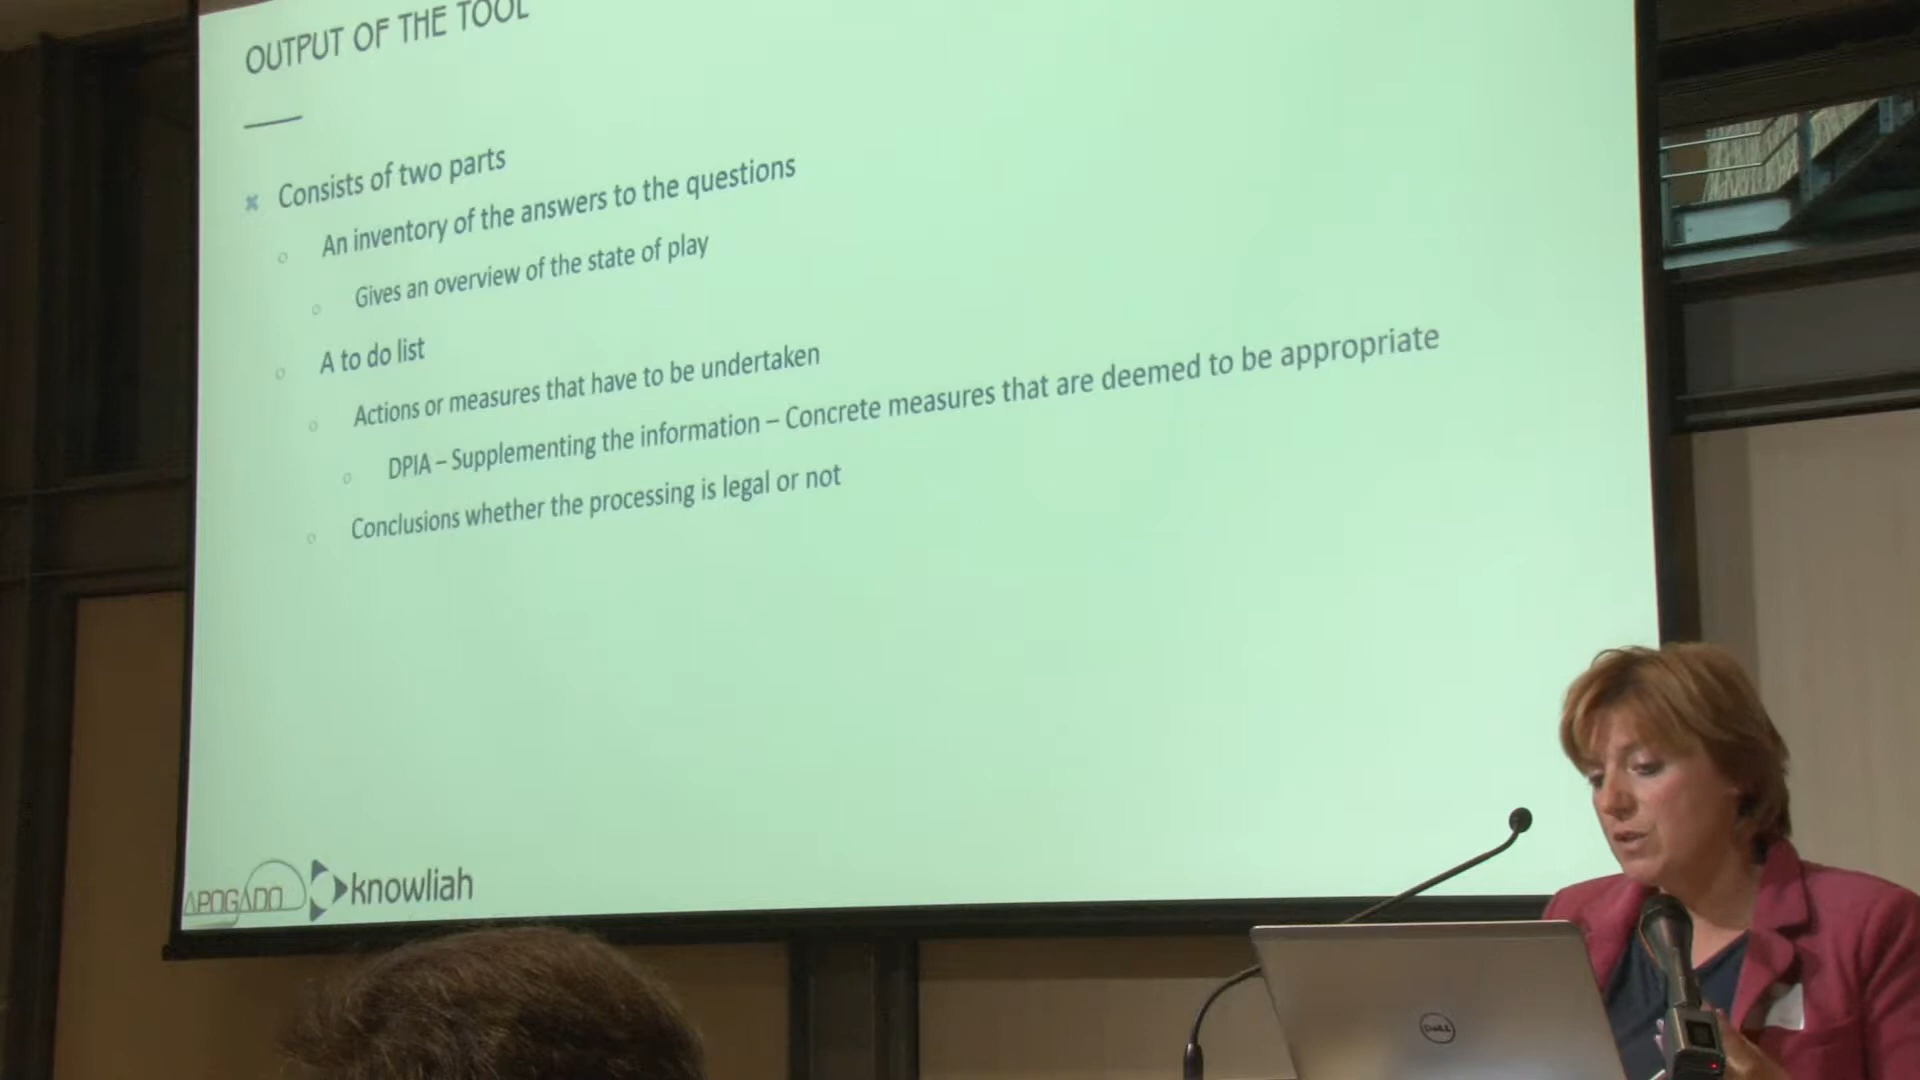 OUTPUT OF THE TOOL
Consists of two parts
An inventory of the answers to the questions
Gives an overview of the state of play
A to do list
Actions or measures that have to be undertaken
DPIA – Supplementing the information – Concrete measures that are deemed to be appropriate
Conclusions whether the processing is legal or not
APOGADO knowliah
DELL